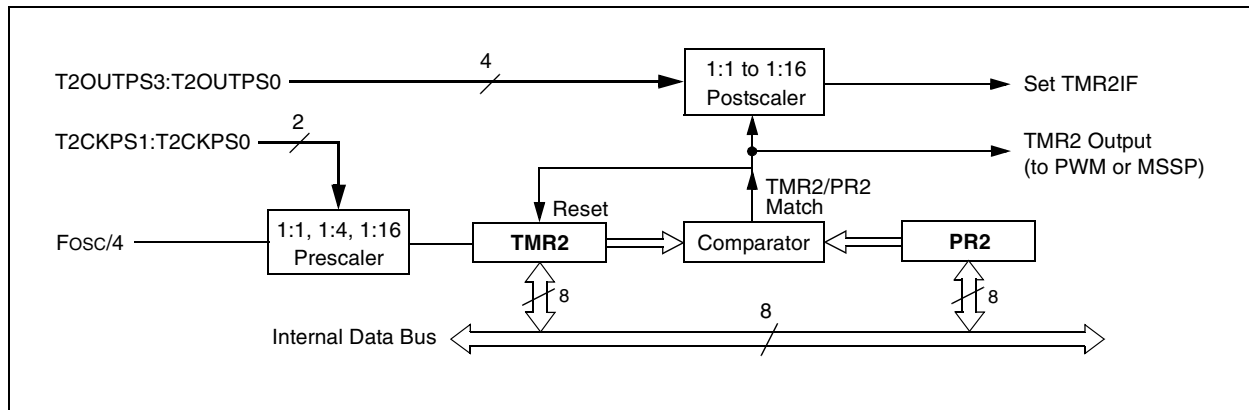 T2OUTPS3:T2OUTPS0
4
1:1 to 1:16
Postscaler
Set TMR2IF
T2CKPS1:T2CKPS0
2
TMR2 Output
(to PWM or MSSP)
TMR2/PR2
Match
Reset
FOSC/4
1:1, 1:4, 1:16
Prescaler
TMR2
Comparator
PR2
8
8
8
Internal Data Bus